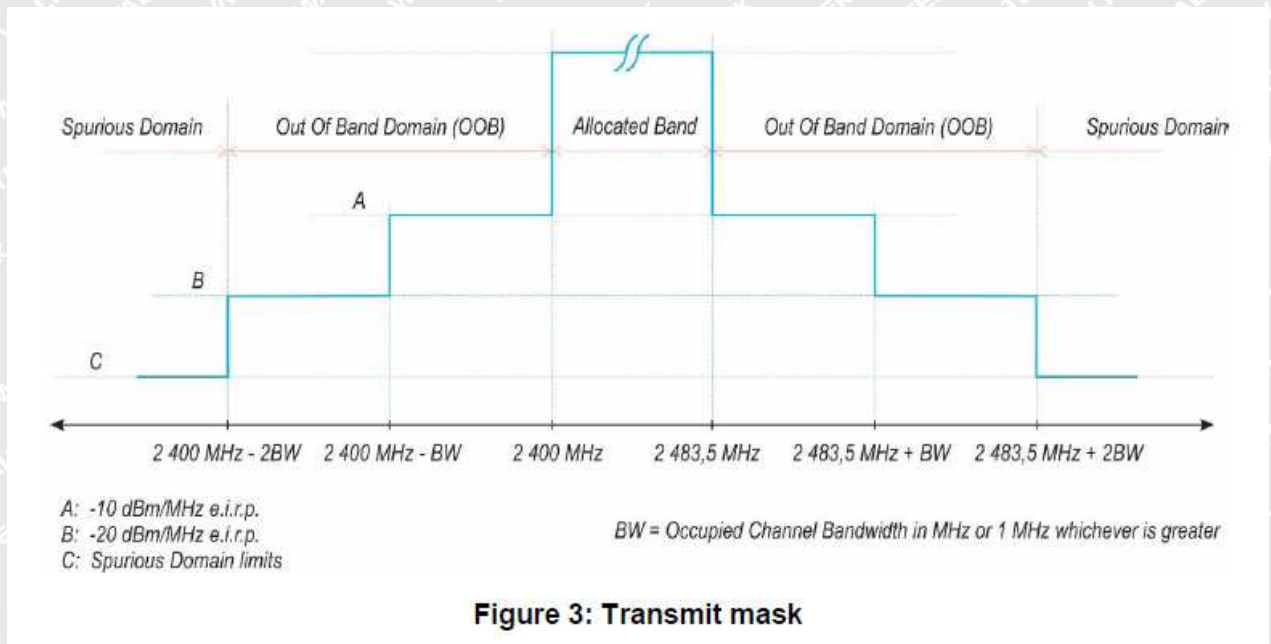 Spurious Domain Out Of Band Domain (OOB) Allocated Band Out Of Band Domain (OOB) Spurious Domain
A
B
C
2 400 MHz - 2BW 2 400 MHz - BW 2 400 MHz 2 483,5 MHz 2 483,5 MHz + BW 2 483,5 MHz + 2BW
A: -10 dBm/MHz e.i.r.p.
B: -20 dBm/MHz e.i.r.p.
C: Spurious Domain limits
BW = Occupied Channel Bandwidth in MHz or 1 MHz whichever is greater
Figure 3: Transmit mask